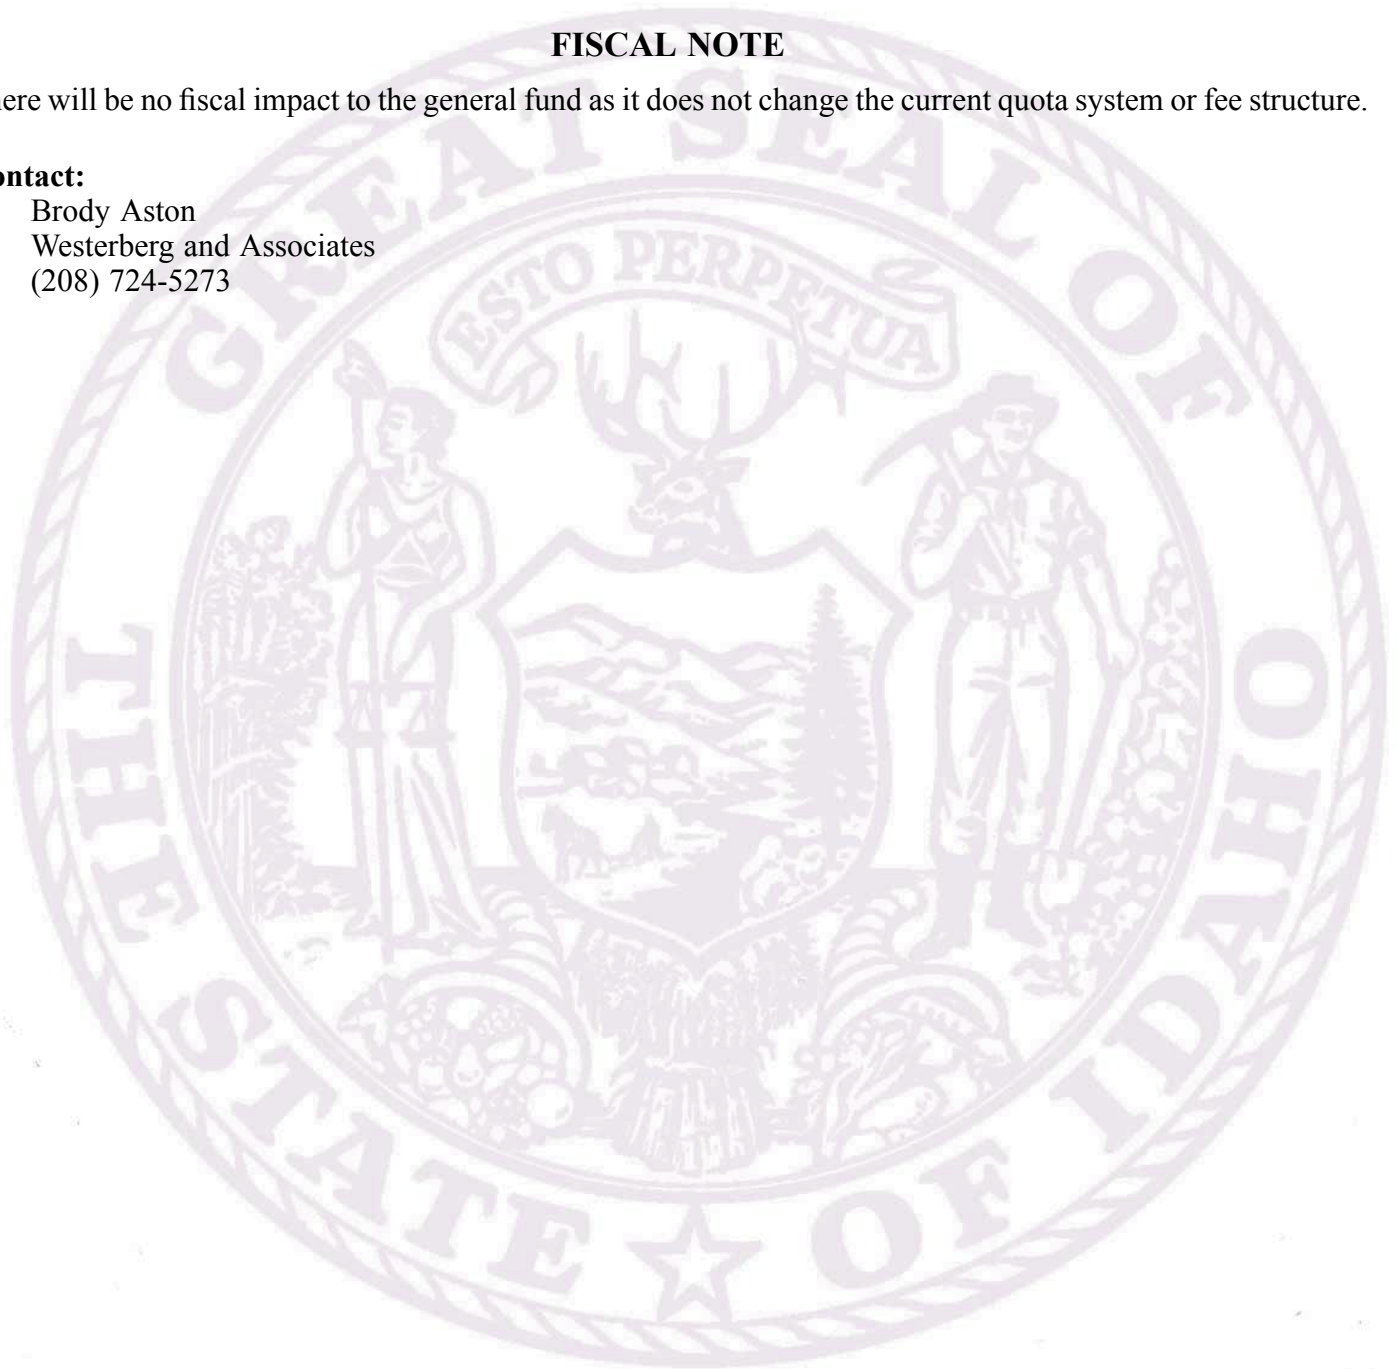 FISCAL NOTE
here will be no fiscal impact to the general fund as it does not change the current quota system or fee structure.
ontact:
Brody Aston
Westerberg and Associates
(208) 724-5273
GREAT SEAL OF
THE STATE OF IDAHO
ESTO PERPETUA